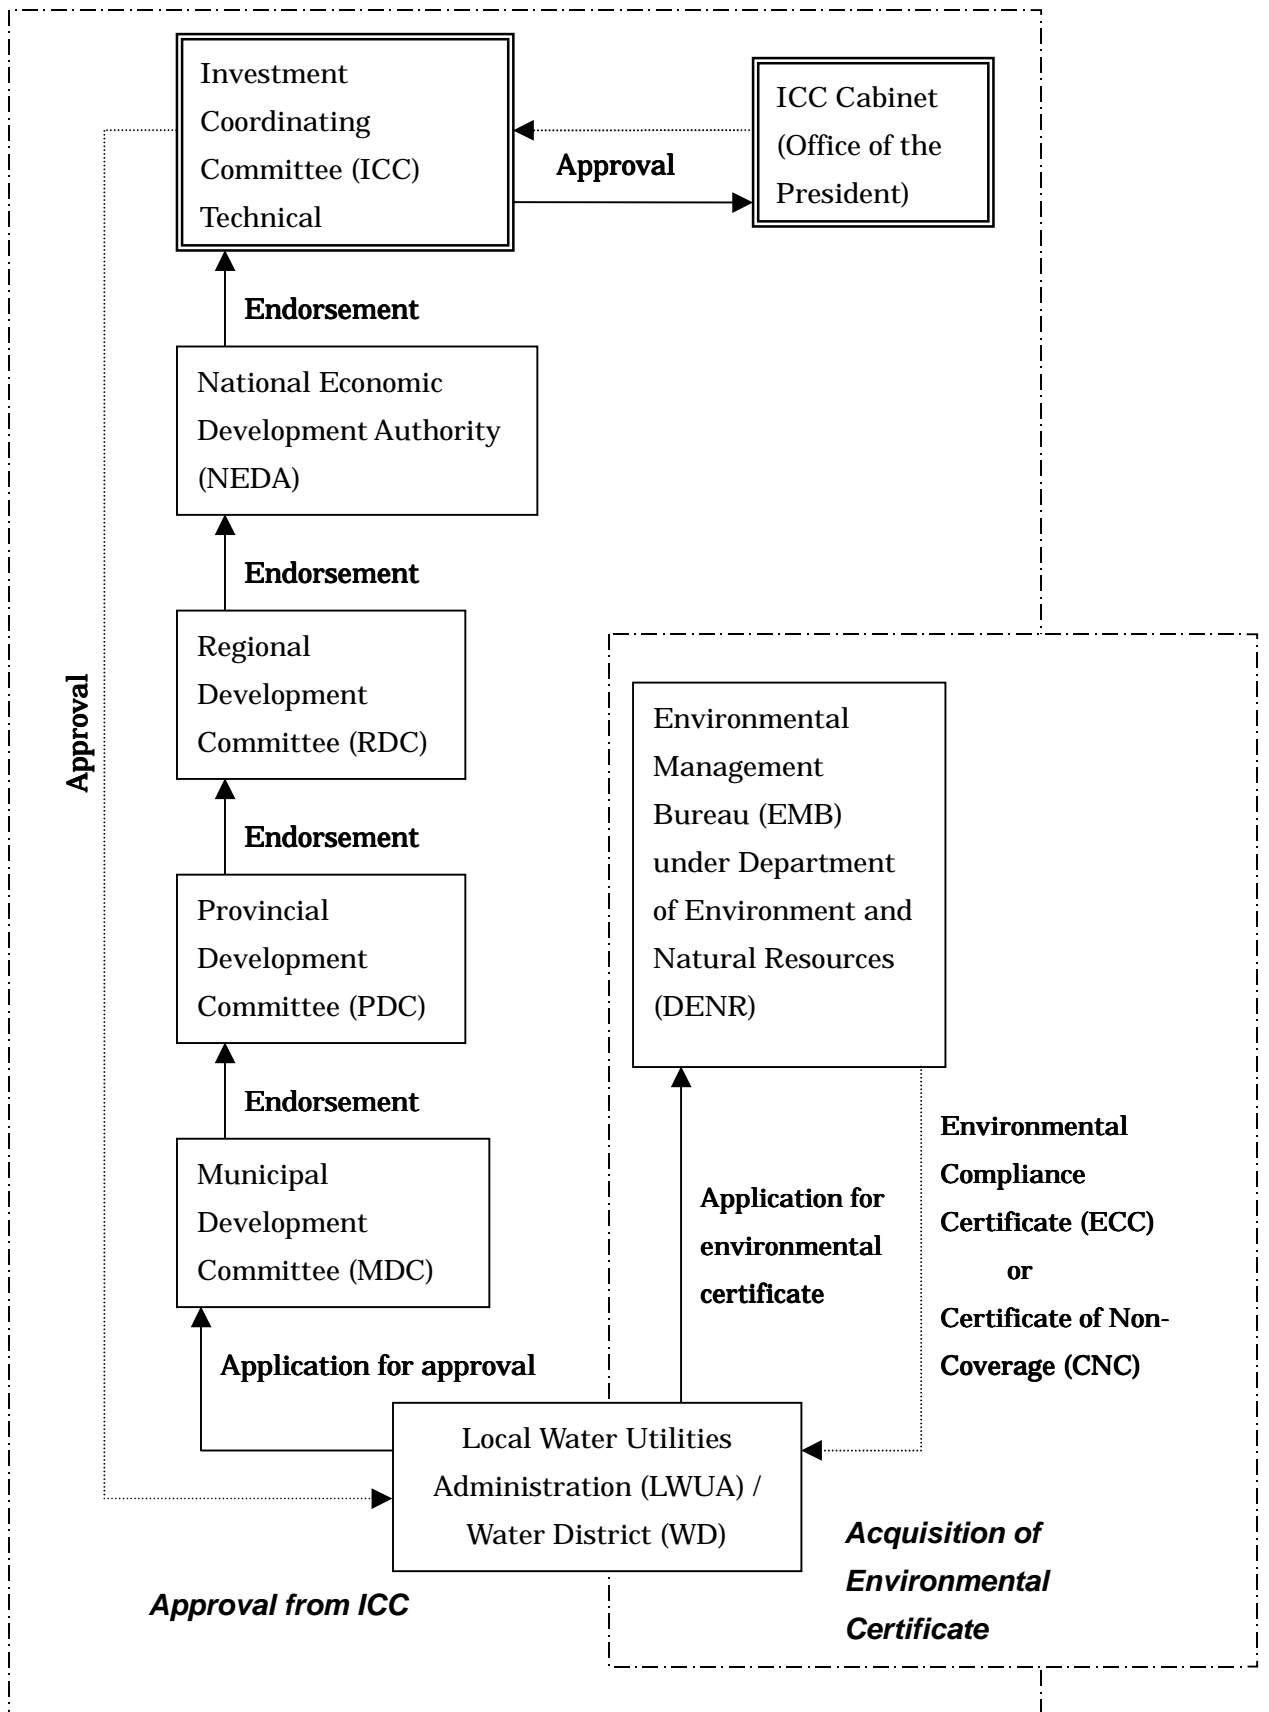 Investment
Coordinating
Committee (ICC)
Technical
ICC Cabinet
(Office of the
President)
Approval
Endorsement
National Economic
Development Authority
(NEDA)
Endorsement
Regional
Development
Committee (RDC)
Approval
Endorsement
Provincial
Development
Committee (PDC)
Endorsement
Municipal
Development
Committee (MDC)
Application for approval
Environmental
Management
Bureau (EMB)
under Department
of Environment and
Natural Resources
(DENR)
Application for
environmental
certificate
Environmental
Compliance
Certificate (ECC)
or
Certificate of Non-
Coverage (CNC)
Local Water Utilities
Administration (LWUA) /
Water District (WD)
Approval from ICC
Acquisition of
Environmental
Certificate